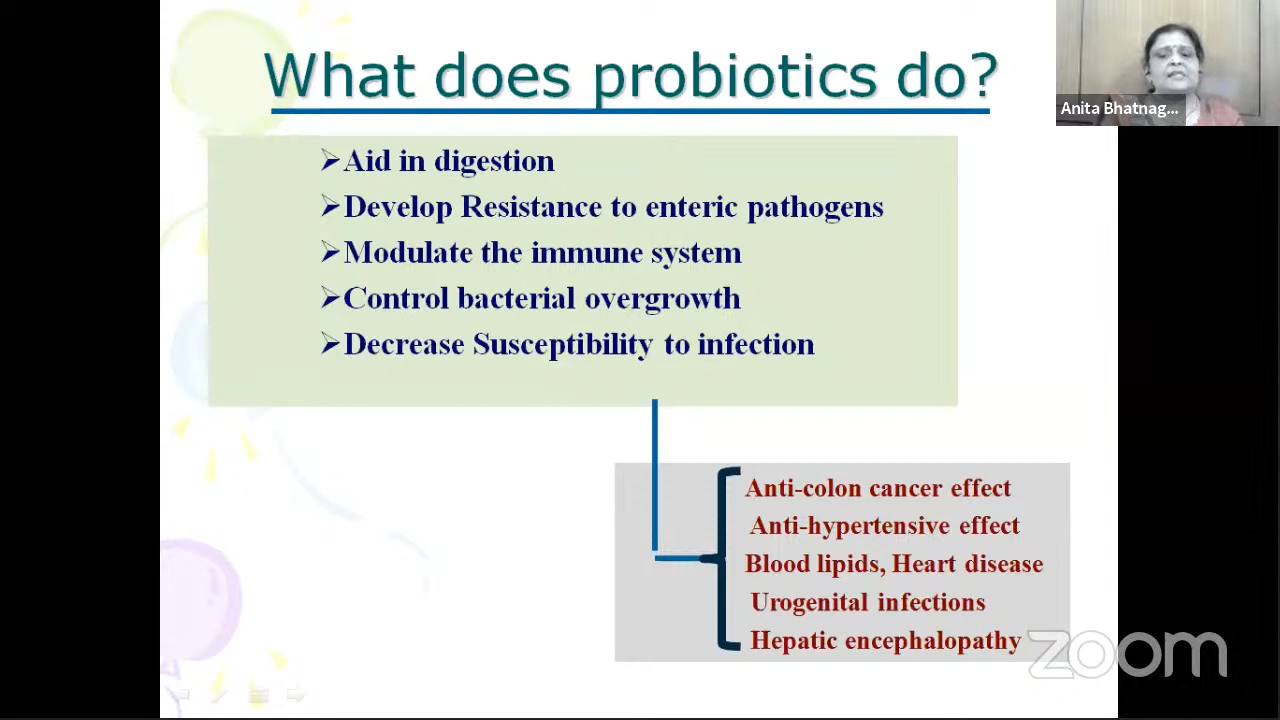 What does probiotics do?
Anita Bhatnag...
➢Aid in digestion
➢Develop Resistance to enteric pathogens
➢Modulate the immune system
➢Control bacterial overgrowth
➢Decrease Susceptibility to infection
Anti-colon cancer effect
Anti-hypertensive effect
Blood lipids, Heart disease
Urogenital infections
Hepatic encephalopathy
zoom